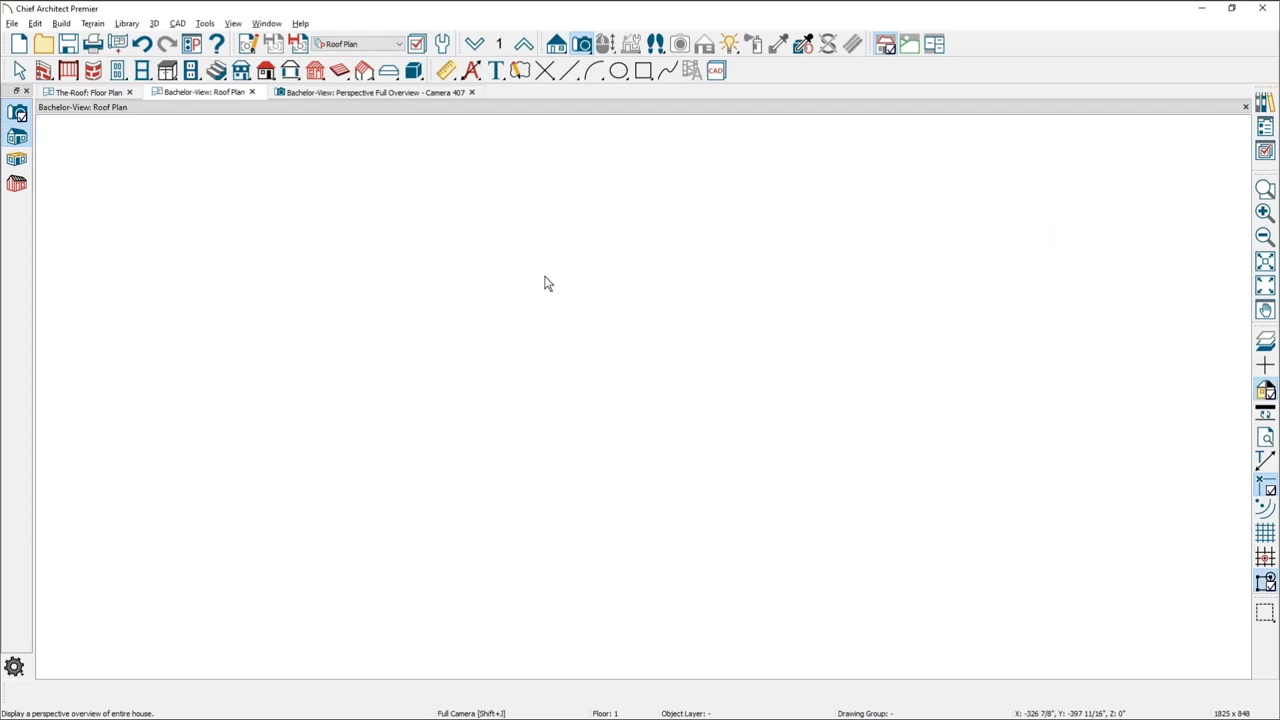 Chief Architect Premier
File Edit Build Terrain Library 3D CAD Tools View Window Help
Roof Plan 1
CAD
The-Roof: Floor Plan Bachelor-View: Roof Plan Bachelor-View: Perspective Full Overview - Camera 407
Bachelor-View: Roof Plan
Display a perspective overview of entire house. Full Camera [Shift+J] Floor: 1 Object Layer: - Drawing Group: - X: -326 7/8", Y: -397 11/16", Z: 0" 1825 x 848